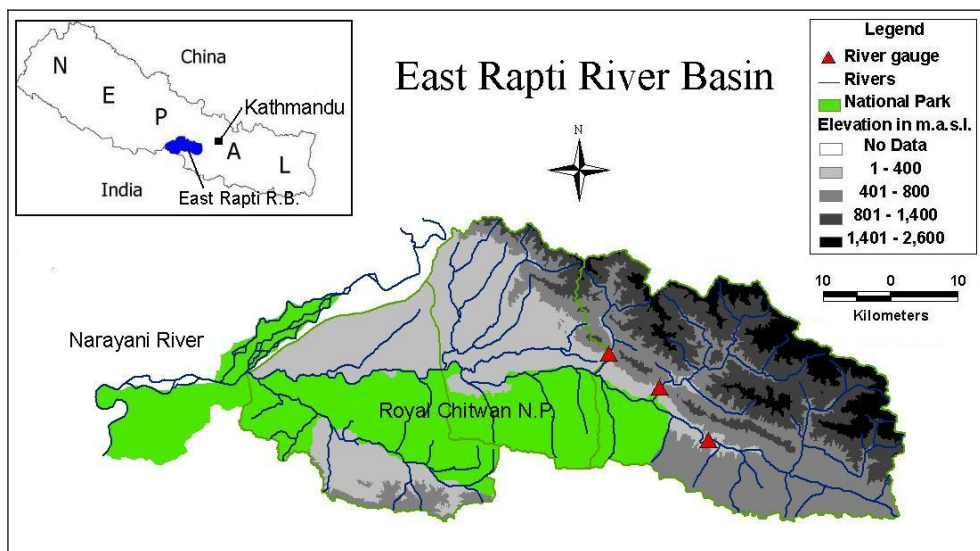 China
N
E
P
A
L
Kathmandu
India
East Rapti R.B.
East Rapti River Basin
N
Legend
River gauge
Rivers
National Park
Elevation in m.a.s.l.
No Data
1 - 400
401 - 800
801 - 1,400
1,401 - 2,600
10 0 10
Kilometers
Narayani River
Royal Chitwan N.P.